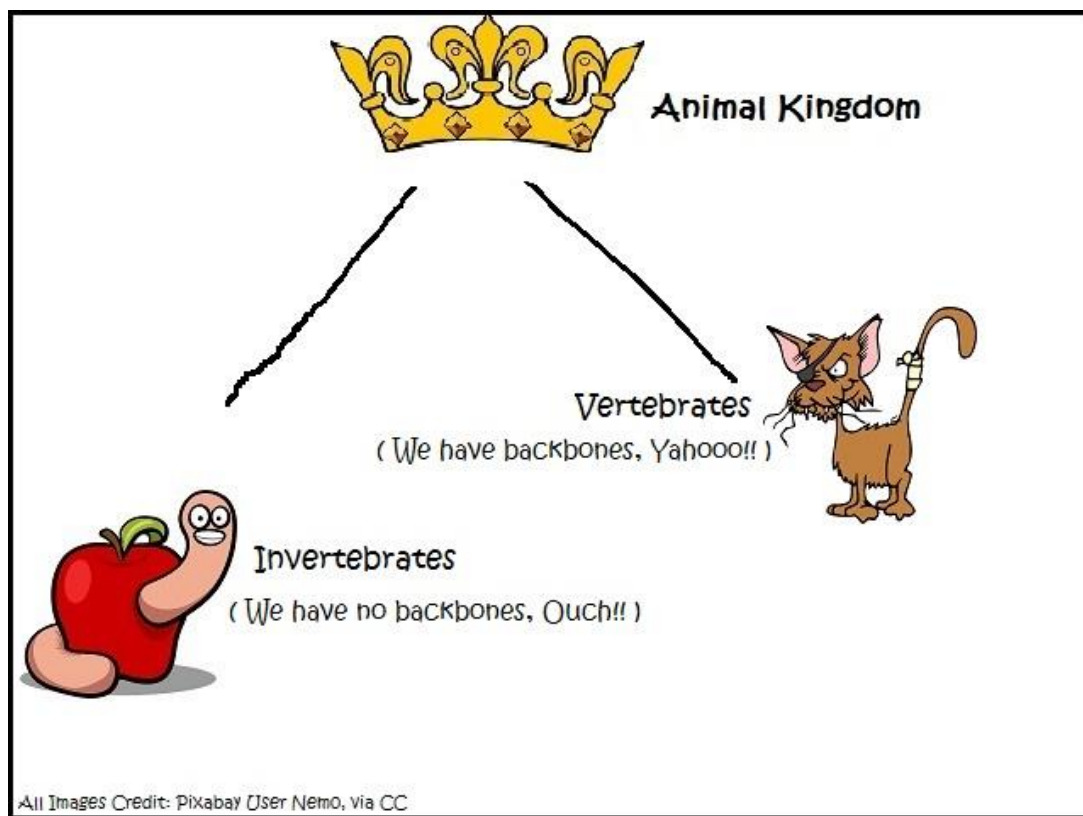 Animal Kingdom
Vertebrates
( We have backbones, Yahooo!! )
Invertebrates
( We have no backbones, Ouch!! )
All Images Credit: Pixabay User Nemo, via CC